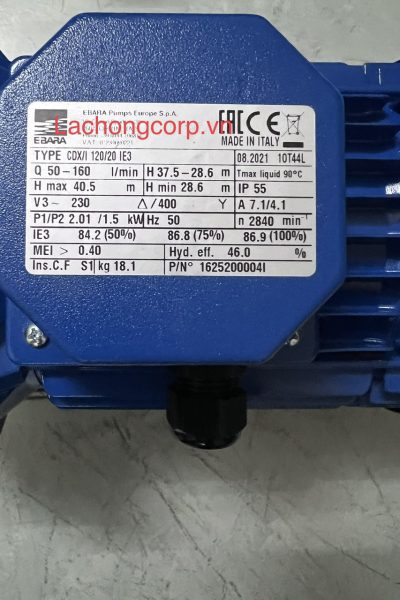 EBARA Pumps Europe S.p.A.
Lachongcorp.vn
EBARA
EAC CE
MADE IN ITALY
TYPE CDX/I 120/20 IE3 08.2021 10T44L
Q 50-160 l/min H 37.5-28.6 m Tmax liquid 90°C
H max 40.5 m H min 28.6 m IP 55
V3~ 230 Δ/400 Y A 7.1/4.1
P1/P2 2.01 /1.5 kW Hz 50 n 2840 min⁻¹
IE3 84.2 (50%) 86.8 (75%) 86.9 (100%)
MEI > 0.40 Hyd. eff. 46.0 %
Ins.C.F S1 kg 18.1 P/N° 1625200004I